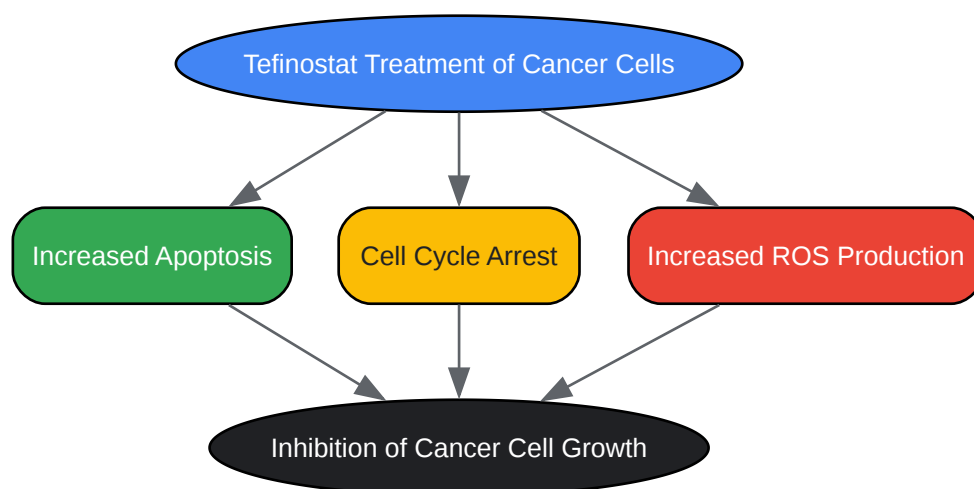 Tefinostat Treatment of Cancer Cells
Increased Apoptosis
Cell Cycle Arrest
Increased ROS Production
Inhibition of Cancer Cell Growth